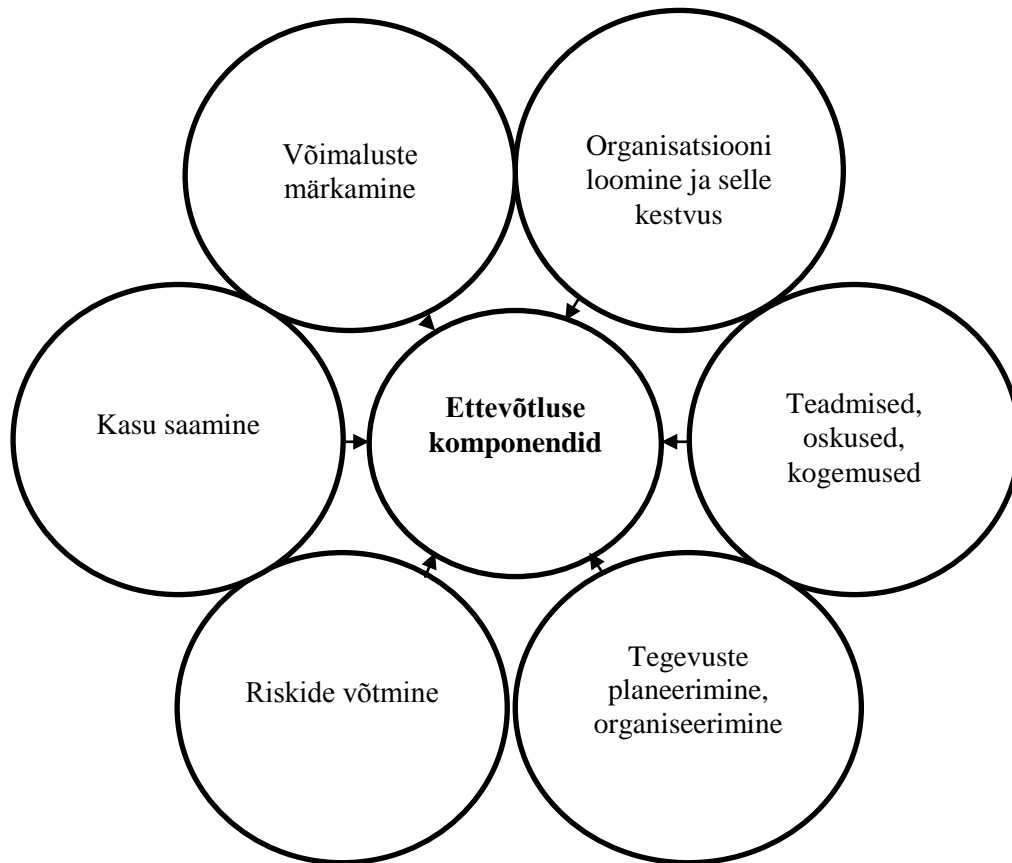 Võimaluste
märkamine
Organisatsiooni
loomine ja selle
kestvus
Kasu saamine
Ettevõtluse
komponendid
Teadmised,
oskused,
kogemused
Riskide võtmine
Tegevuste
planeerimine,
organiseerimine